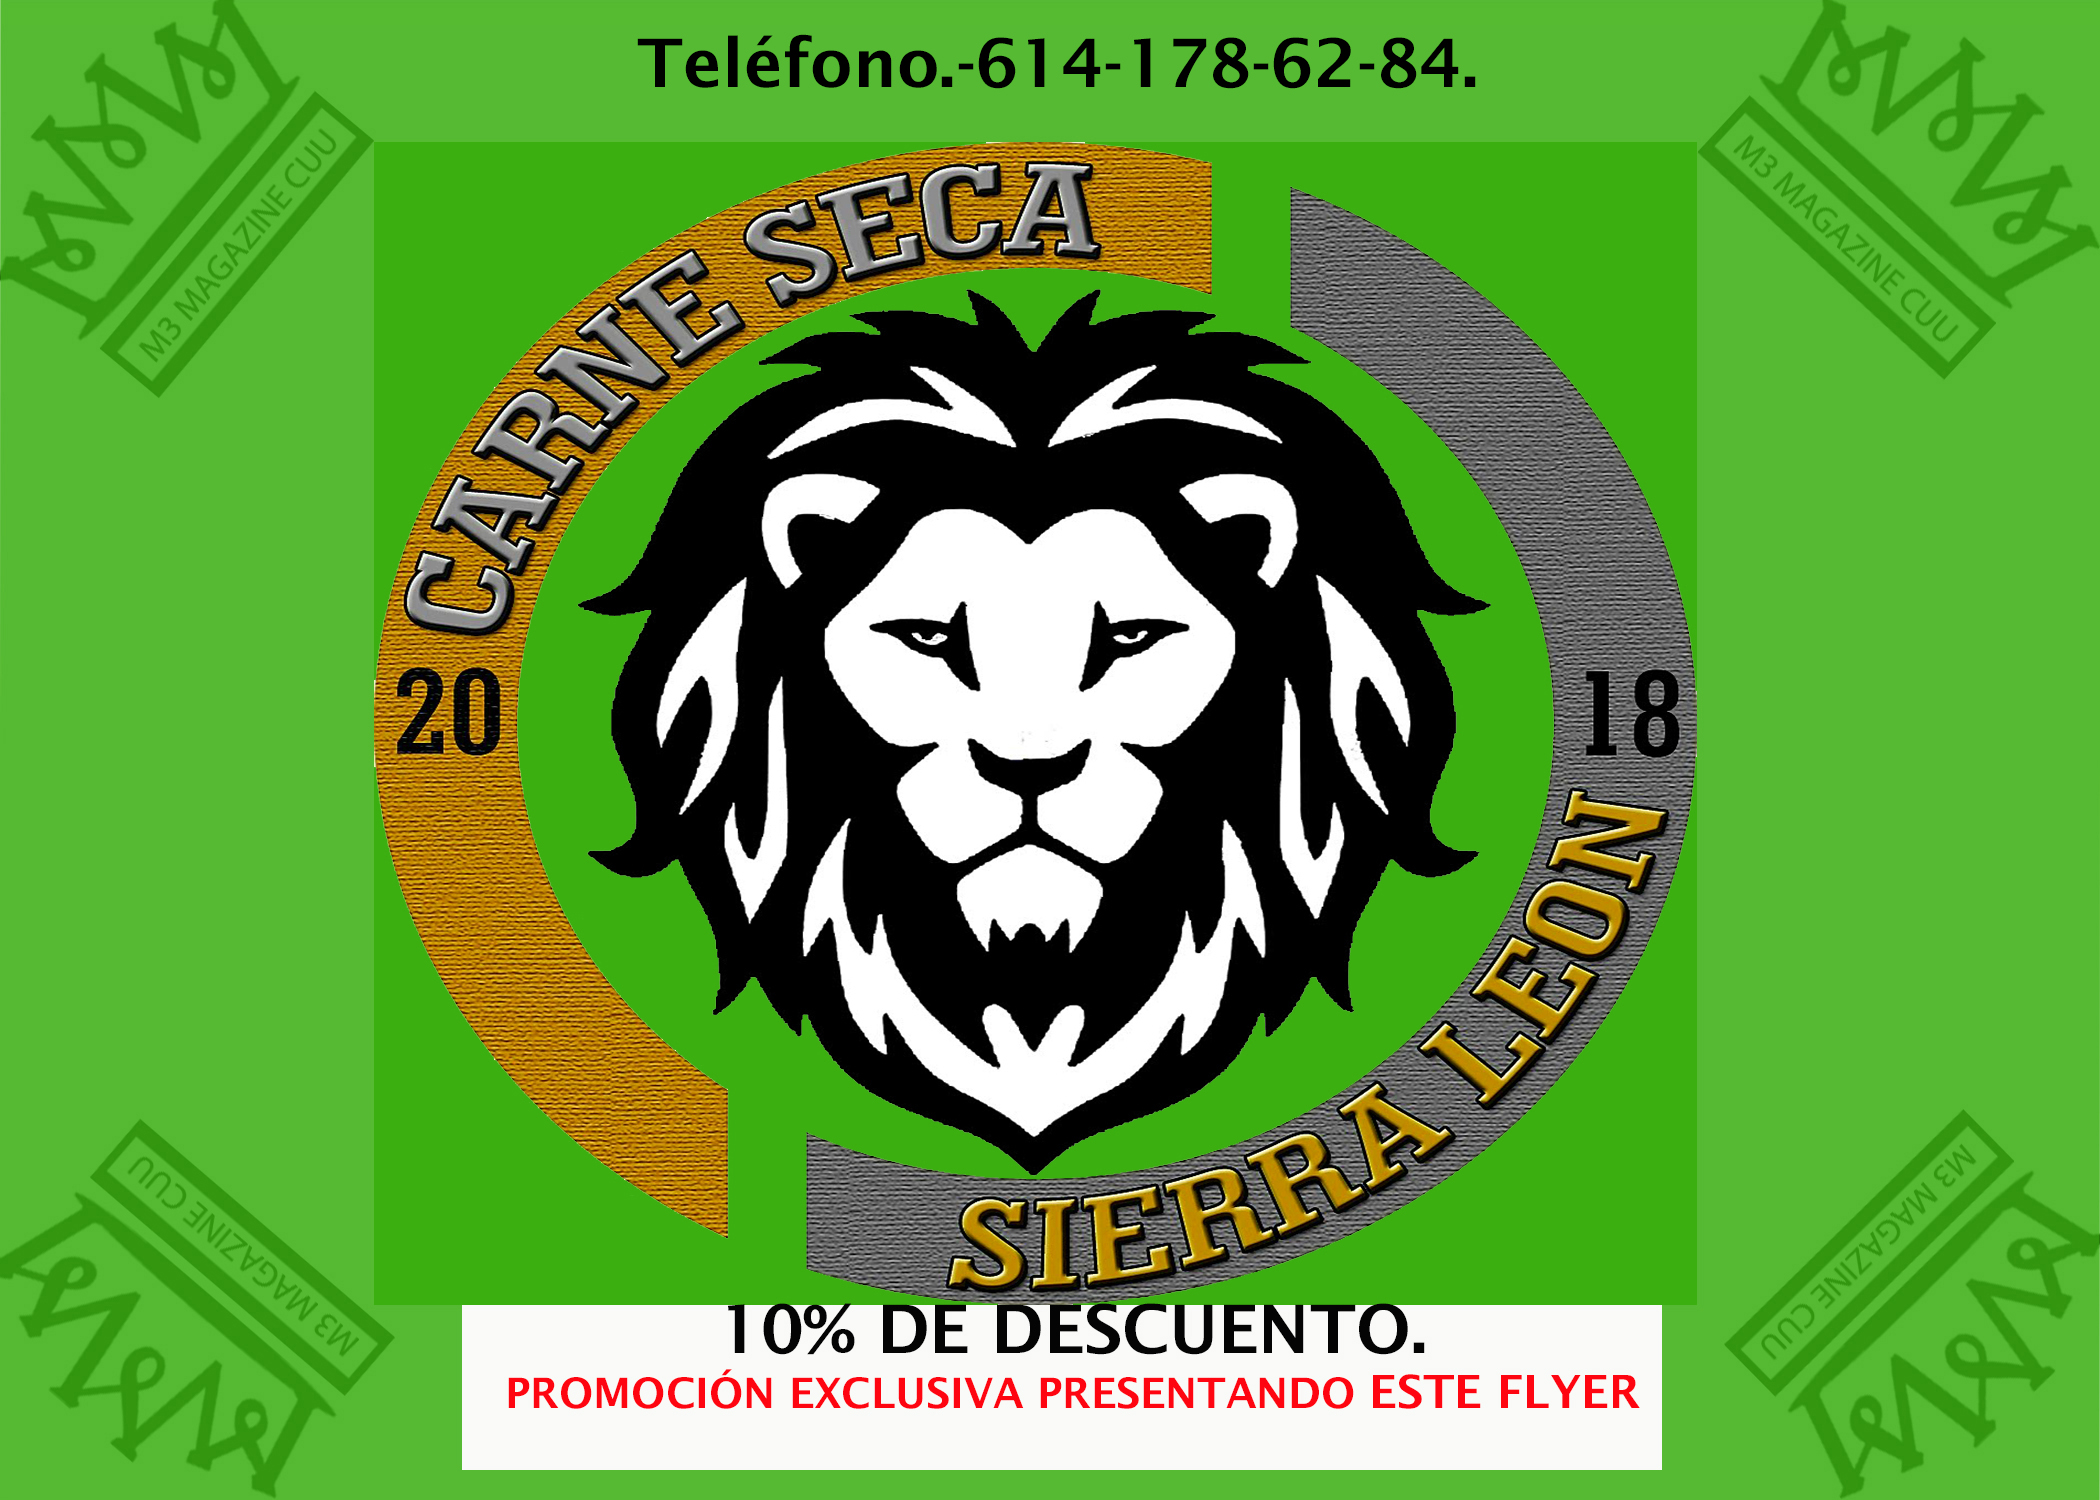 Teléfono.-614-178-62-84.
M3 MAGAZINE CUU
M3 MAGAZINE CUU
CARNE SECA
20
18
SIERRA LEON
M3 MAGAZINE CUU
M3 MAGAZINE CUU
10% DE DESCUENTO.
PROMOCIÓN EXCLUSIVA PRESENTANDO ESTE FLYER